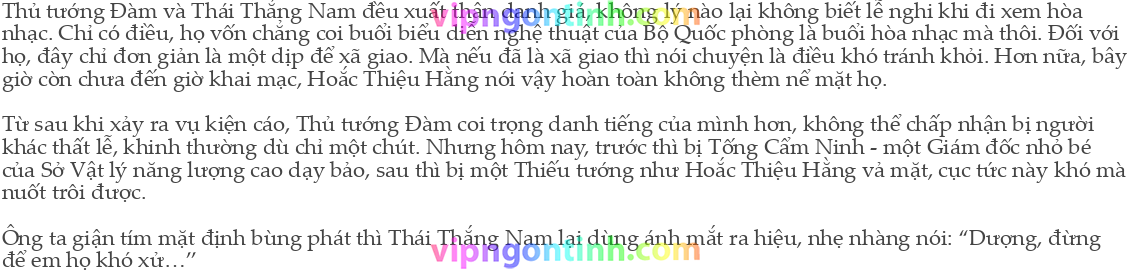 Thủ tướng Đàm và Thái Thắng Nam đều xuất thân danh giá, không lý nào lại không biết lễ nghi khi đi xem hòa
vipngontinh.com
nhạc. Chỉ có điều, họ vốn chẳng coi buổi biểu diễn nghệ thuật của Bộ Quốc phòng là buổi hòa nhạc mà thôi. Đối với
họ, đây chỉ đơn giản là một dịp để xã giao. Mà nếu đã là xã giao thì nói chuyện là điều khó tránh khỏi. Hơn nữa, bây
giờ còn chưa đến giờ khai mạc, Hoắc Thiệu Hằng nói vậy hoàn toàn không thèm nể mặt họ.
Từ sau khi xảy ra vụ kiện cáo, Thủ tướng Đàm coi trọng danh tiếng của mình hơn, không thể chấp nhận bị người
khác thất lễ, khinh thường dù chỉ một chút. Nhưng hôm nay, trước thì bị Tống Cẩm Ninh - một Giám đốc nhỏ bé
của Sở Vật lý năng lượng cao dạy bảo, sau thì bị một Thiếu tướng như Hoắc Thiệu Hằng vả mặt, cục tức này khó mà
nuốt trôi được.
Ông ta giận tím mặt định bùng phát thì Thái Thắng Nam lại dùng ánh mắt ra hiệu, nhẹ nhàng nói: “Dượng, đừng
vipngontinh.com
để em họ khó xử…”